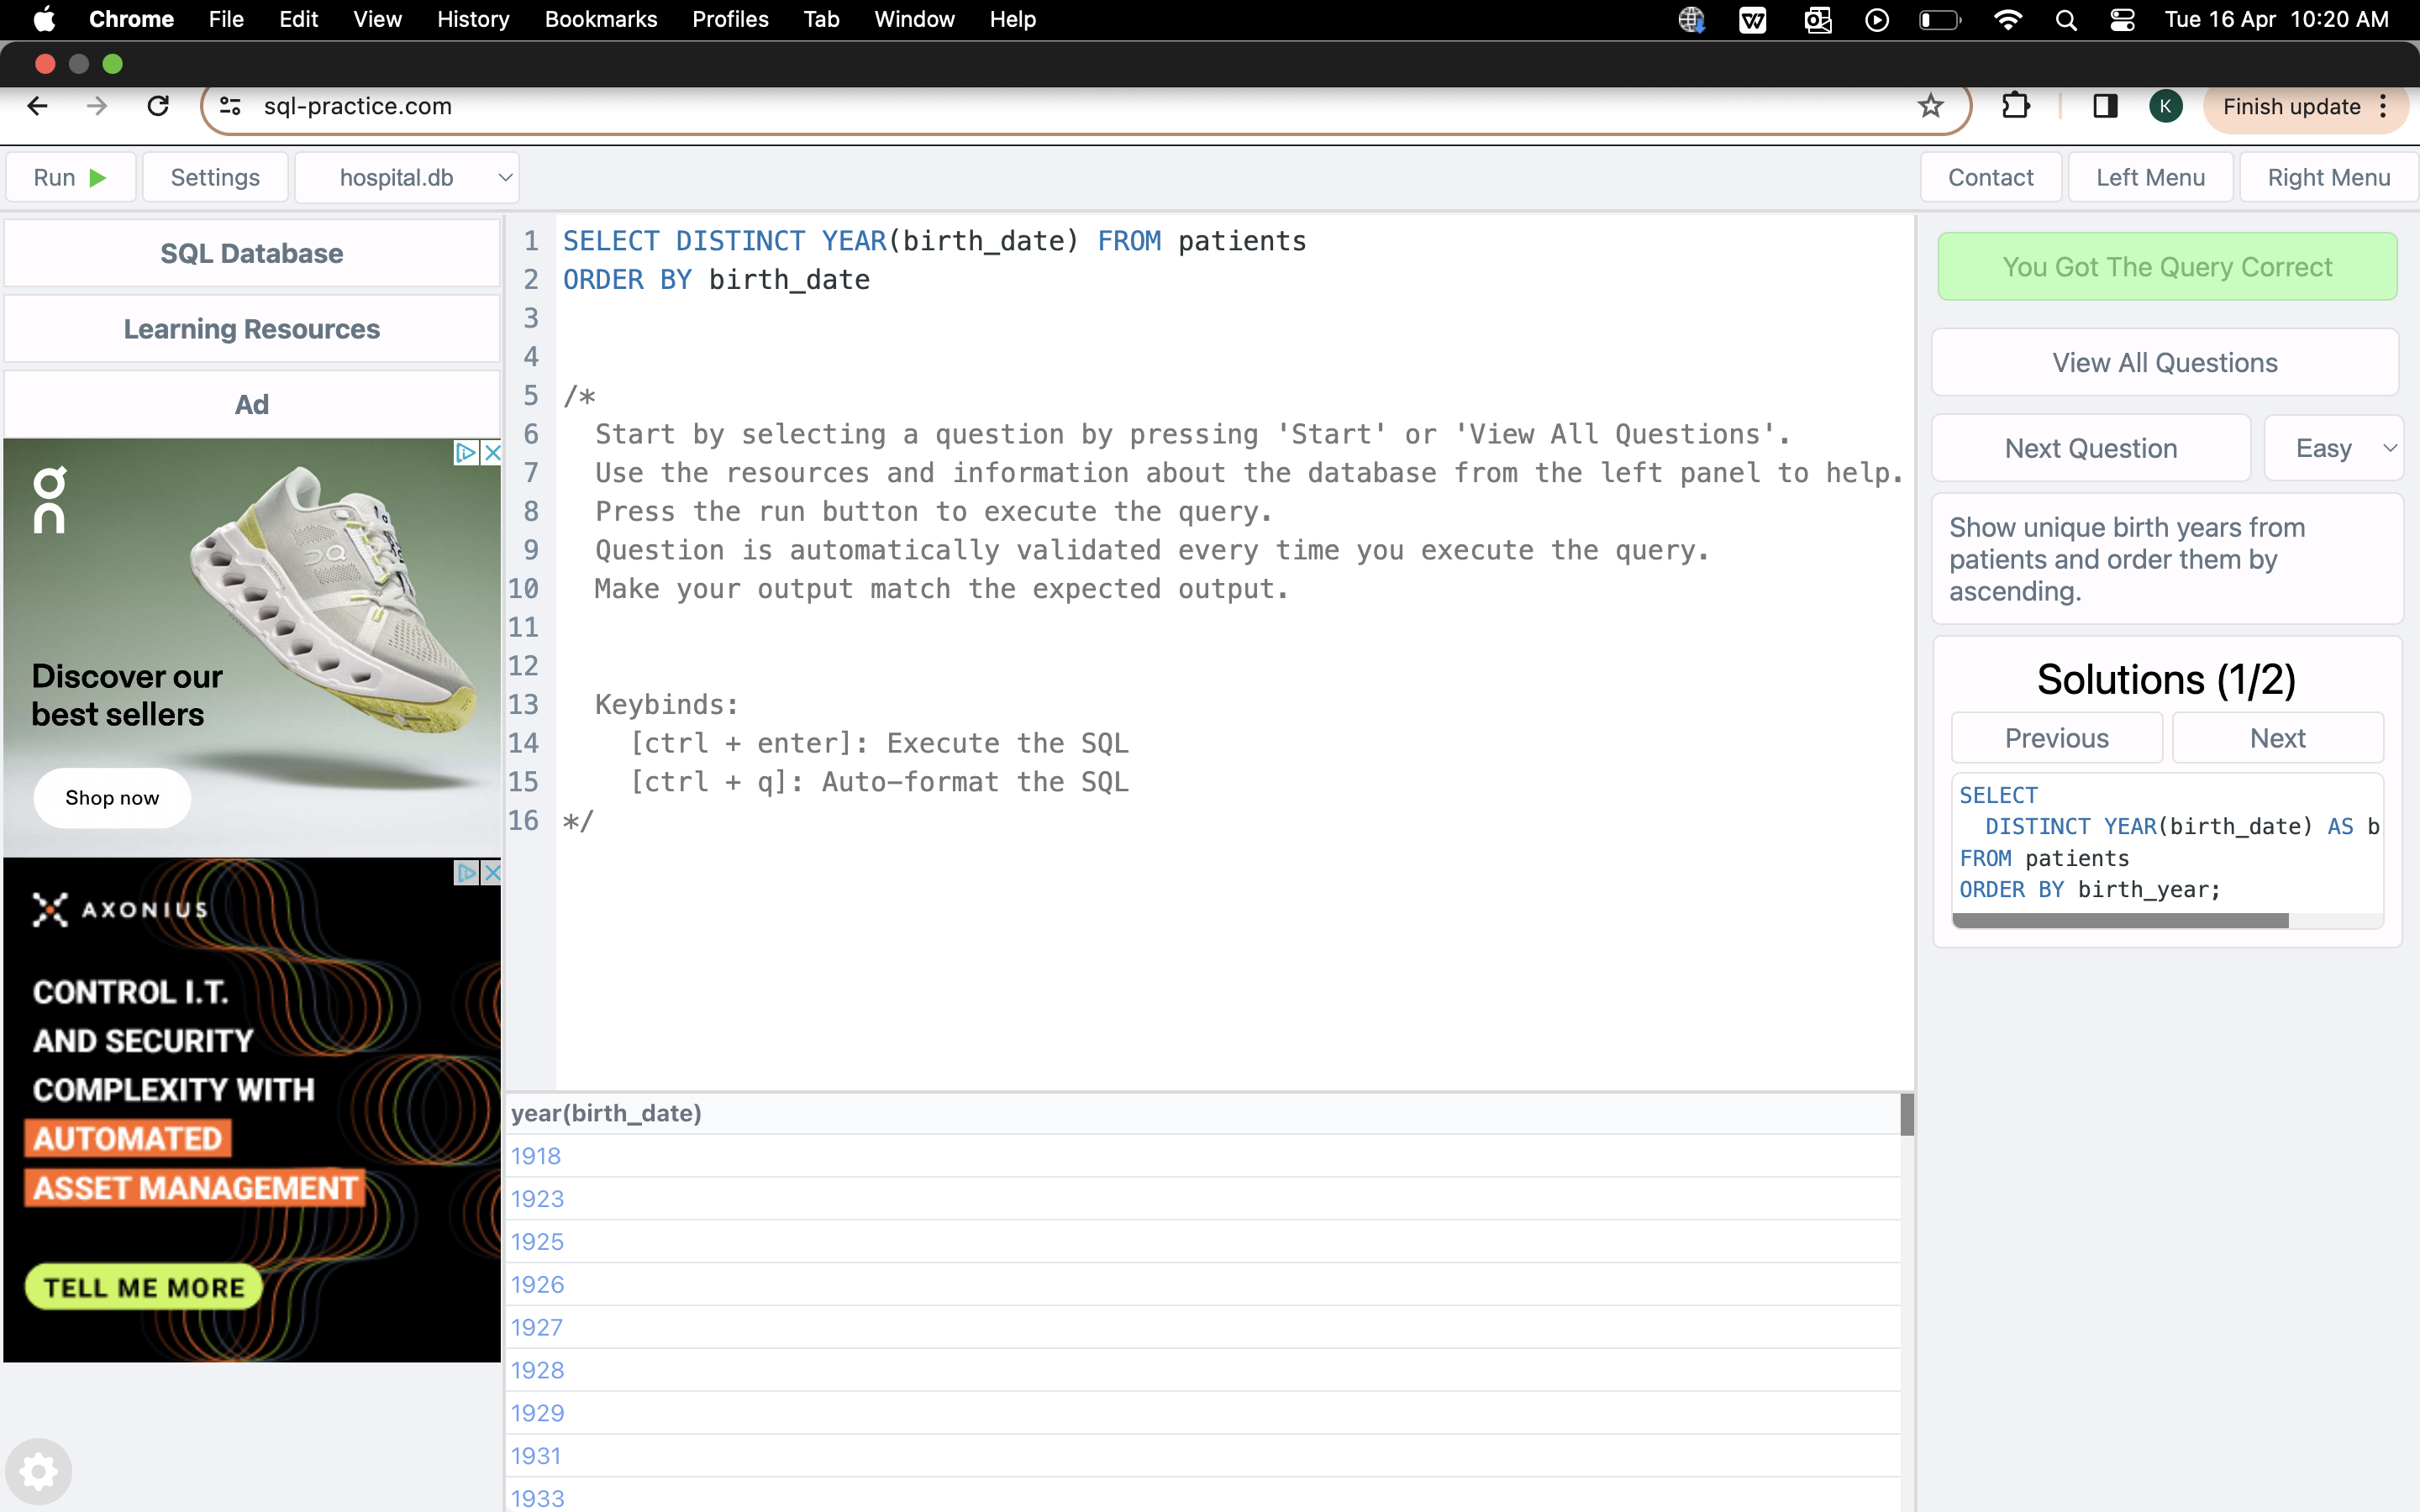 Chrome File Edit View History Bookmarks Profiles Tab Window Help Tue 16 Apr 10:20 AM
sql-practice.com K Finish update
Run Settings hospital.db Contact Left Menu Right Menu
SQL Database
Learning Resources
Ad
on
Discover our
best sellers
Shop now
AXONIUS
CONTROL I.T.
AND SECURITY
COMPLEXITY WITH
AUTOMATED
ASSET MANAGEMENT
TELL ME MORE
1 SELECT DISTINCT YEAR(birth_date) FROM patients
2 ORDER BY birth_date
3
4
5 /*
6 Start by selecting a question by pressing 'Start' or 'View All Questions'.
7 Use the resources and information about the database from the left panel to help.
8 Press the run button to execute the query.
9 Question is automatically validated every time you execute the query.
10 Make your output match the expected output.
11
12
13 Keybinds:
14 [ctrl + enter]: Execute the SQL
15 [ctrl + q]: Auto-format the SQL
16 */
year(birth_date)
1918
1923
1925
1926
1927
1928
1929
1931
1933
You Got The Query Correct
View All Questions
Next Question Easy
Show unique birth years from
patients and order them by
ascending.
Solutions (1/2)
Previous Next
SELECT
DISTINCT YEAR(birth_date) AS b
FROM patients
ORDER BY birth_year;